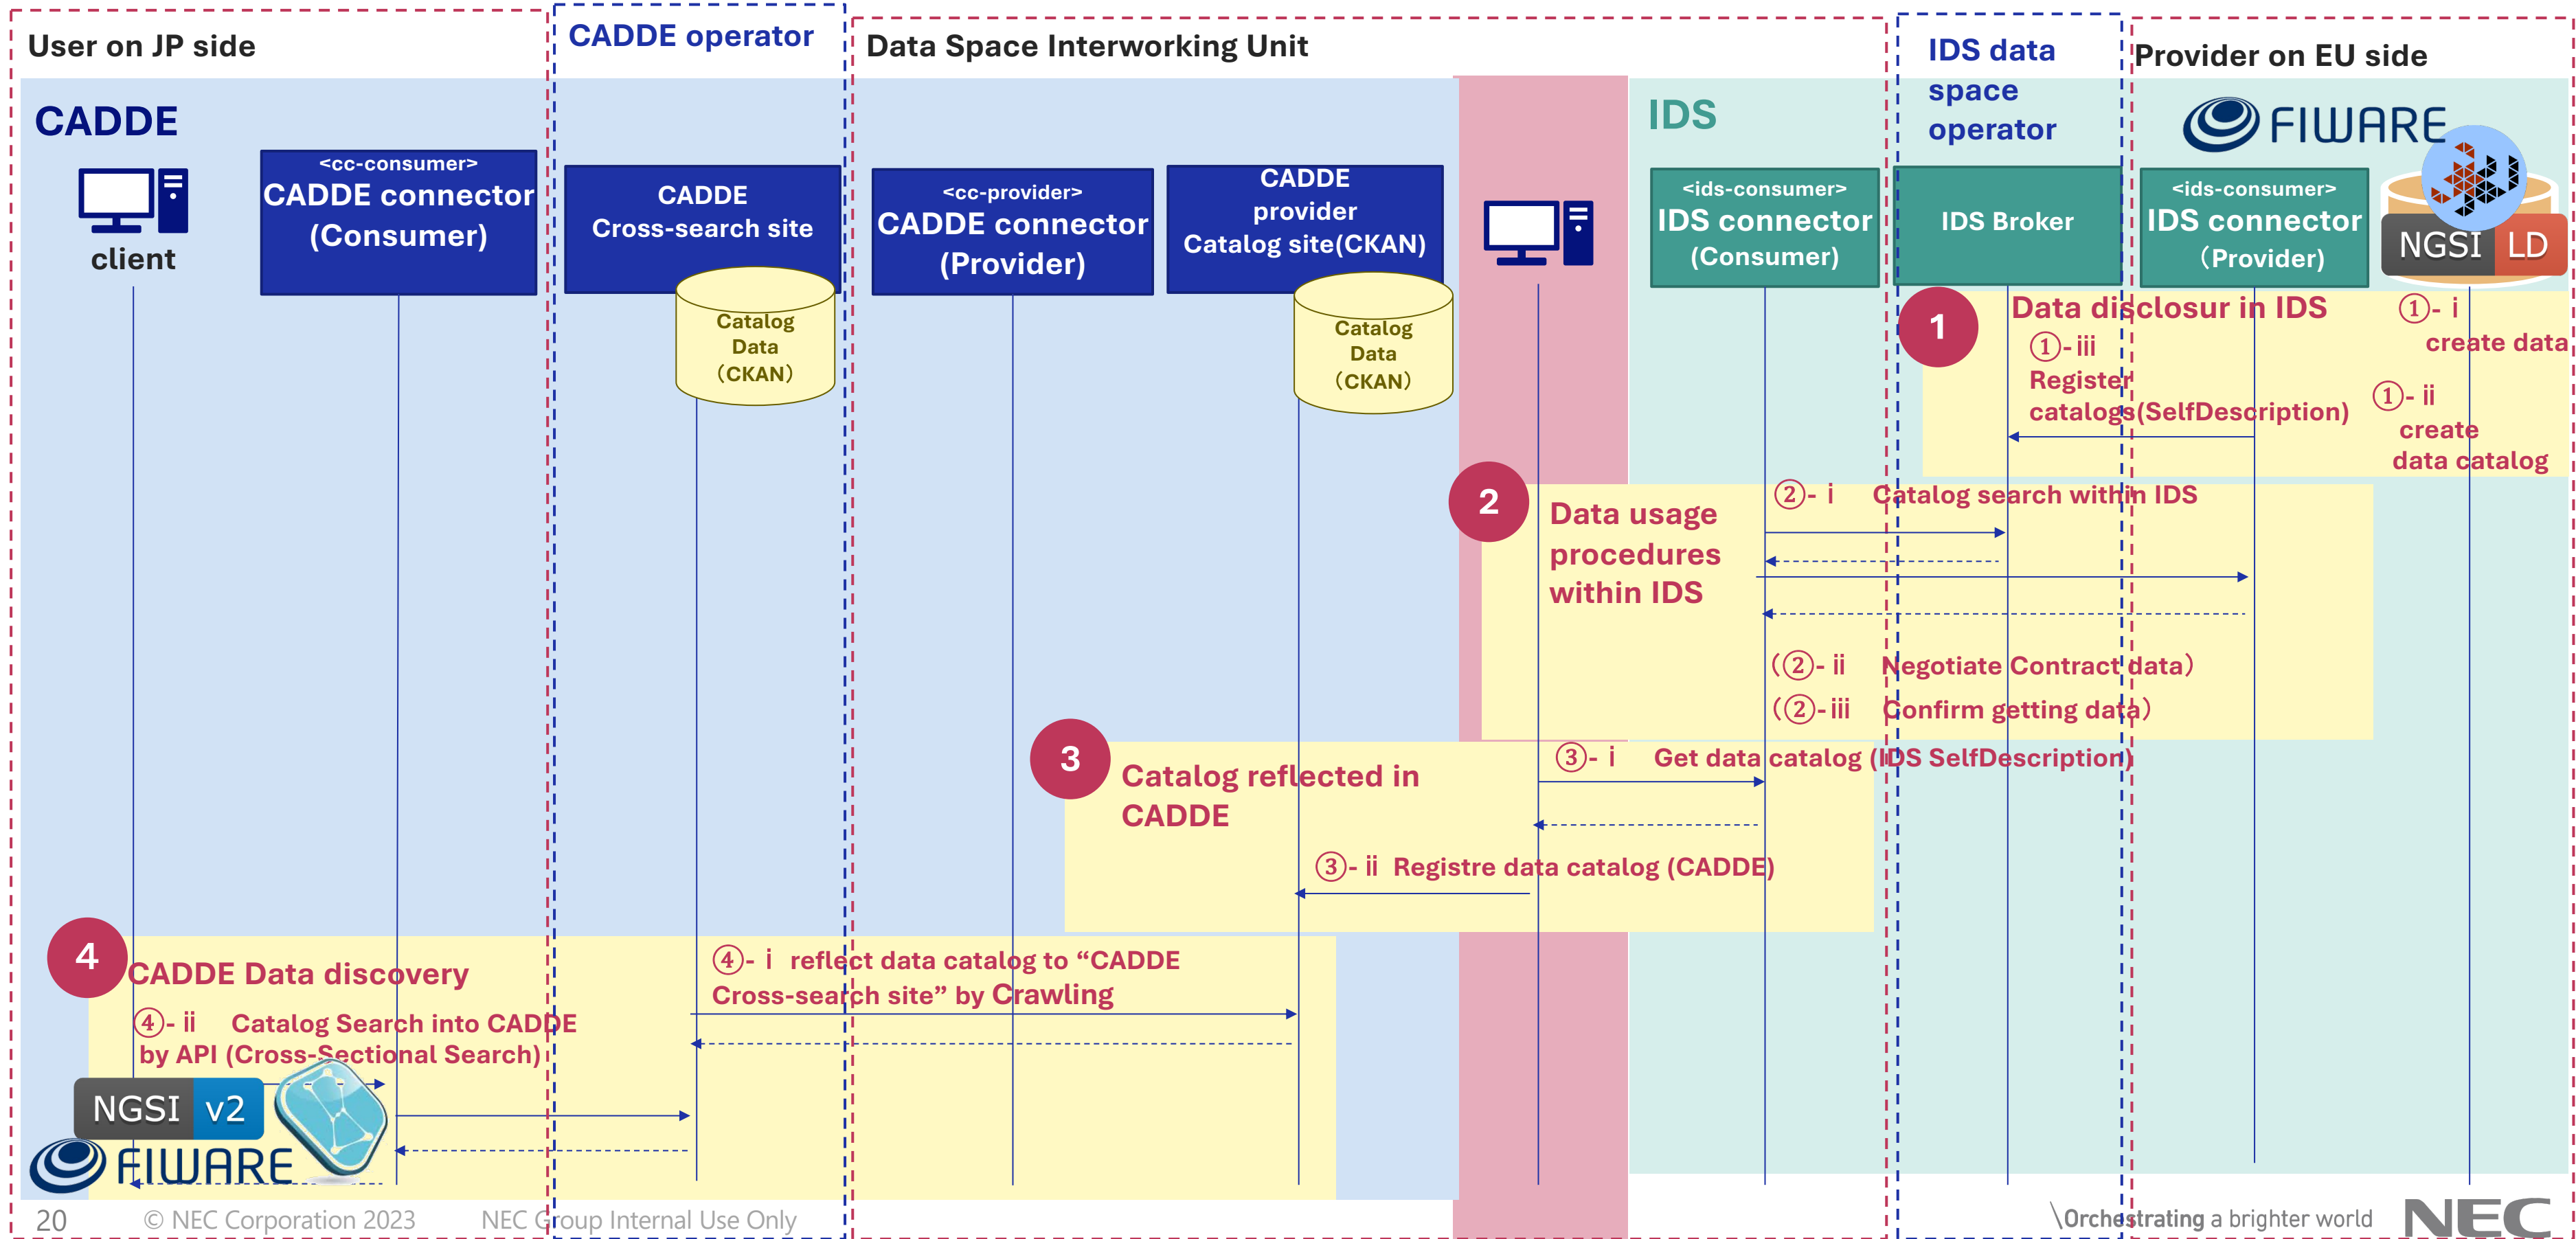 User on JP side
CADDE operator
Data Space Interworking Unit
IDS data
space
operator
Provider on EU side
CADDE
IDS
FIWARE
client
<cc-consumer>
CADDE connector
(Consumer)
CADDE
Cross-search site
Catalog
Data
（CKAN）
<cc-provider>
CADDE connector
(Provider)
CADDE
provider
Catalog site(CKAN)
Catalog
Data
（CKAN）
<ids-consumer>
IDS connector
(Consumer)
IDS Broker
<ids-consumer>
IDS connector
（Provider)
NGSI LD
1
Data disclosur in IDS
①-ⅰ
create data
①-ⅲ
Register
catalogs(SelfDescription)
①-ⅱ
create
data catalog
2
Data usage
procedures
within IDS
②-ⅰ Catalog search within IDS
（②-ⅱ Negotiate Contract data）
（②-ⅲ Confirm getting data）
3
Catalog reflected in
CADDE
③-ⅰ Get data catalog (IDS SelfDescription)
③-ⅱ Registre data catalog (CADDE)
4
CADDE Data discovery
④-ⅰ reflect data catalog to “CADDE
Cross-search site” by Crawling
④-ⅱ Catalog Search into CADDE
by API (Cross-Sectional Search)
NGSI v2
FIWARE
20 © NEC Corporation 2023 NEC Group Internal Use Only
\Orchestrating a brighter world NEC